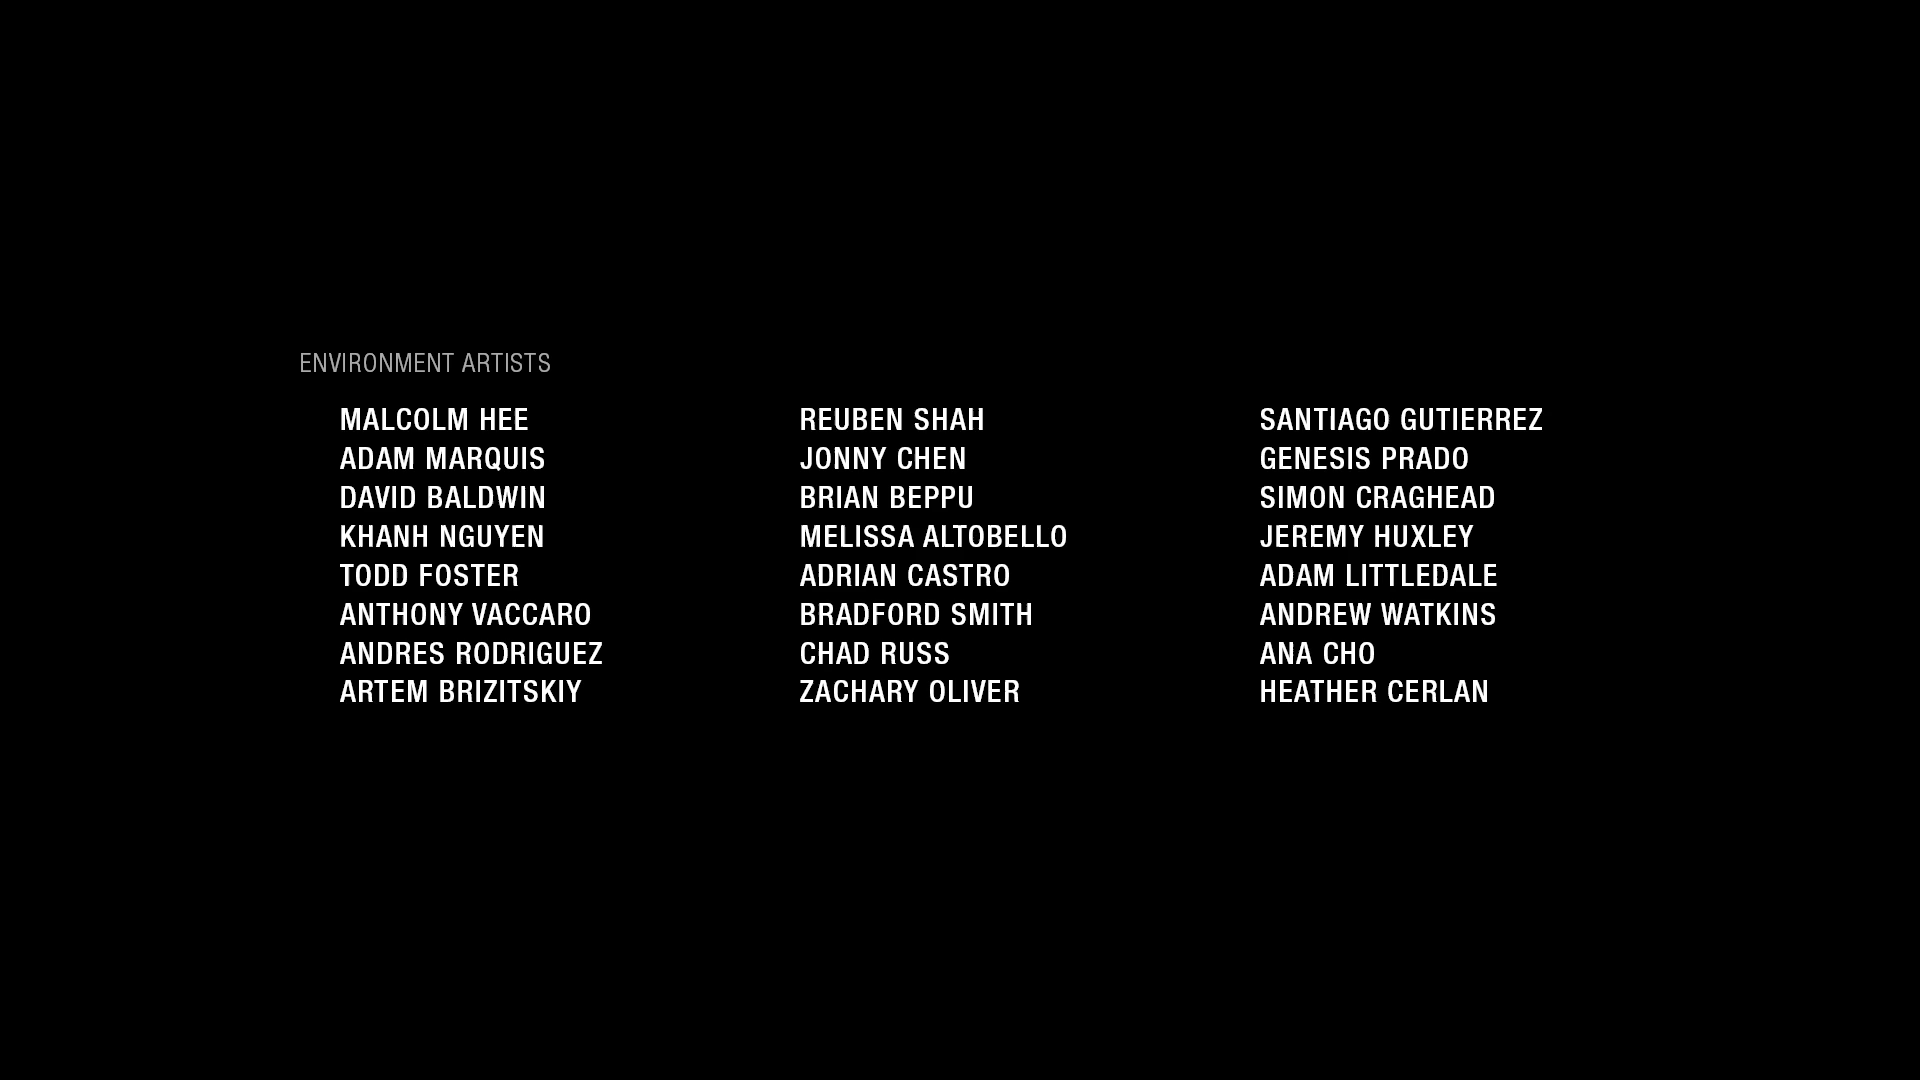 ENVIRONMENT ARTISTS
MALCOLM HEE
ADAM MARQUIS
DAVID BALDWIN
KHANH NGUYEN
TODD FOSTER
ANTHONY VACCARO
ANDRES RODRIGUEZ
ARTEM BRIZITSKIY
REUBEN SHAH
JONNY CHEN
BRIAN BEPPU
MELISSA ALTOBELLO
ADRIAN CASTRO
BRADFORD SMITH
CHAD RUSS
ZACHARY OLIVER
SANTIAGO GUTIERREZ
GENESIS PRADO
SIMON CRAGHEAD
JEREMY HUXLEY
ADAM LITTLEDALE
ANDREW WATKINS
ANA CHO
HEATHER CERLAN